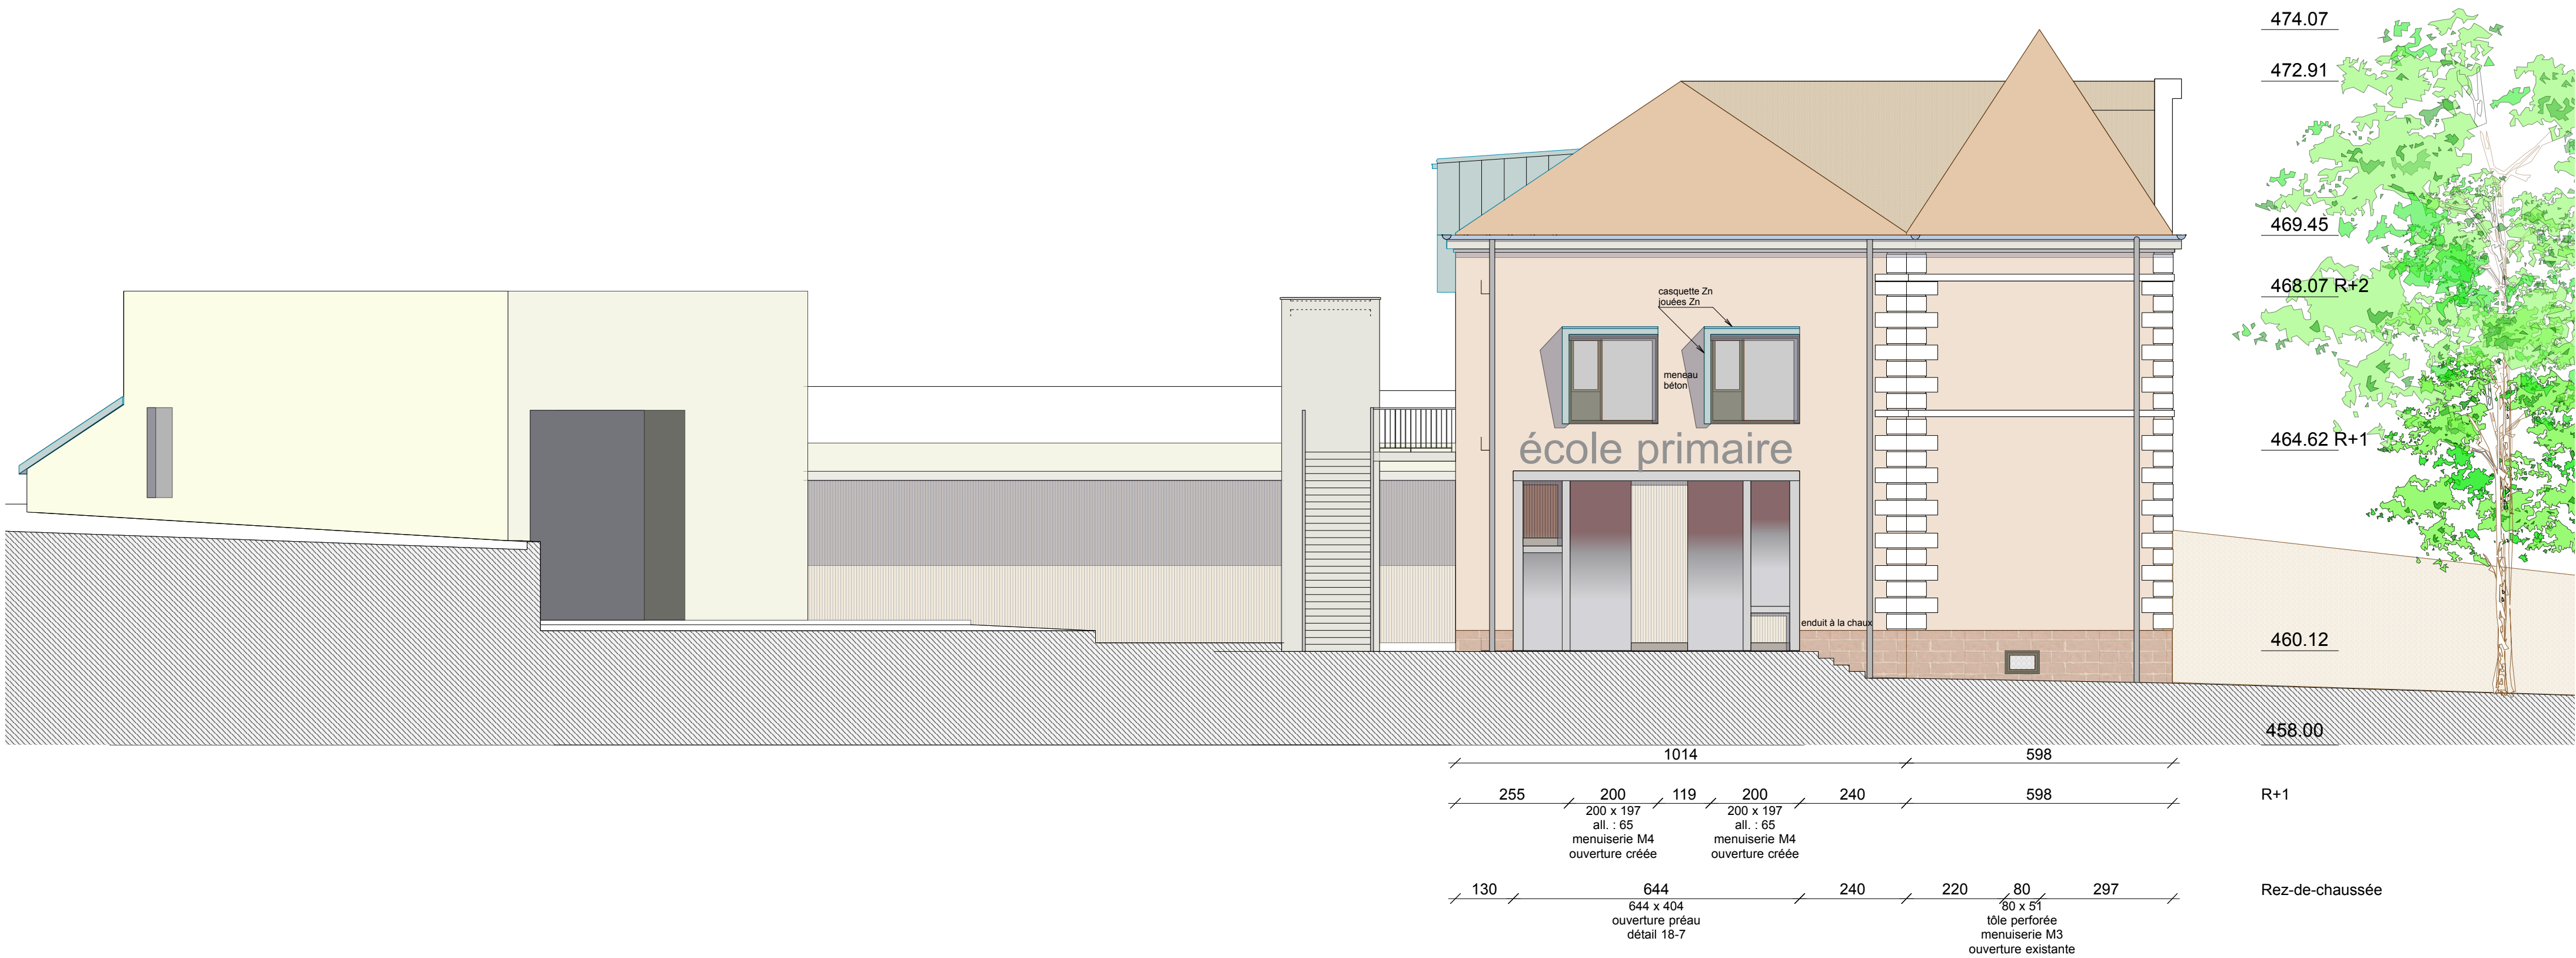 474.07
472.91
469.45
468.07 R+2
casquette Zn
jouées Zn
meneau
béton
école primaire
464.62 R+1
enduit à la chaux
460.12
458.00
1014 598
255 200 119 200 240 598 R+1
200 x 197 200 x 197
all. : 65 all. : 65
menuiserie M4 menuiserie M4
ouverture créée ouverture créée
130 644 240 220 80 297 Rez-de-chaussée
644 x 404 80 x 51
ouverture préau tôle perforée
détail 18-7 menuiserie M3
ouverture existante